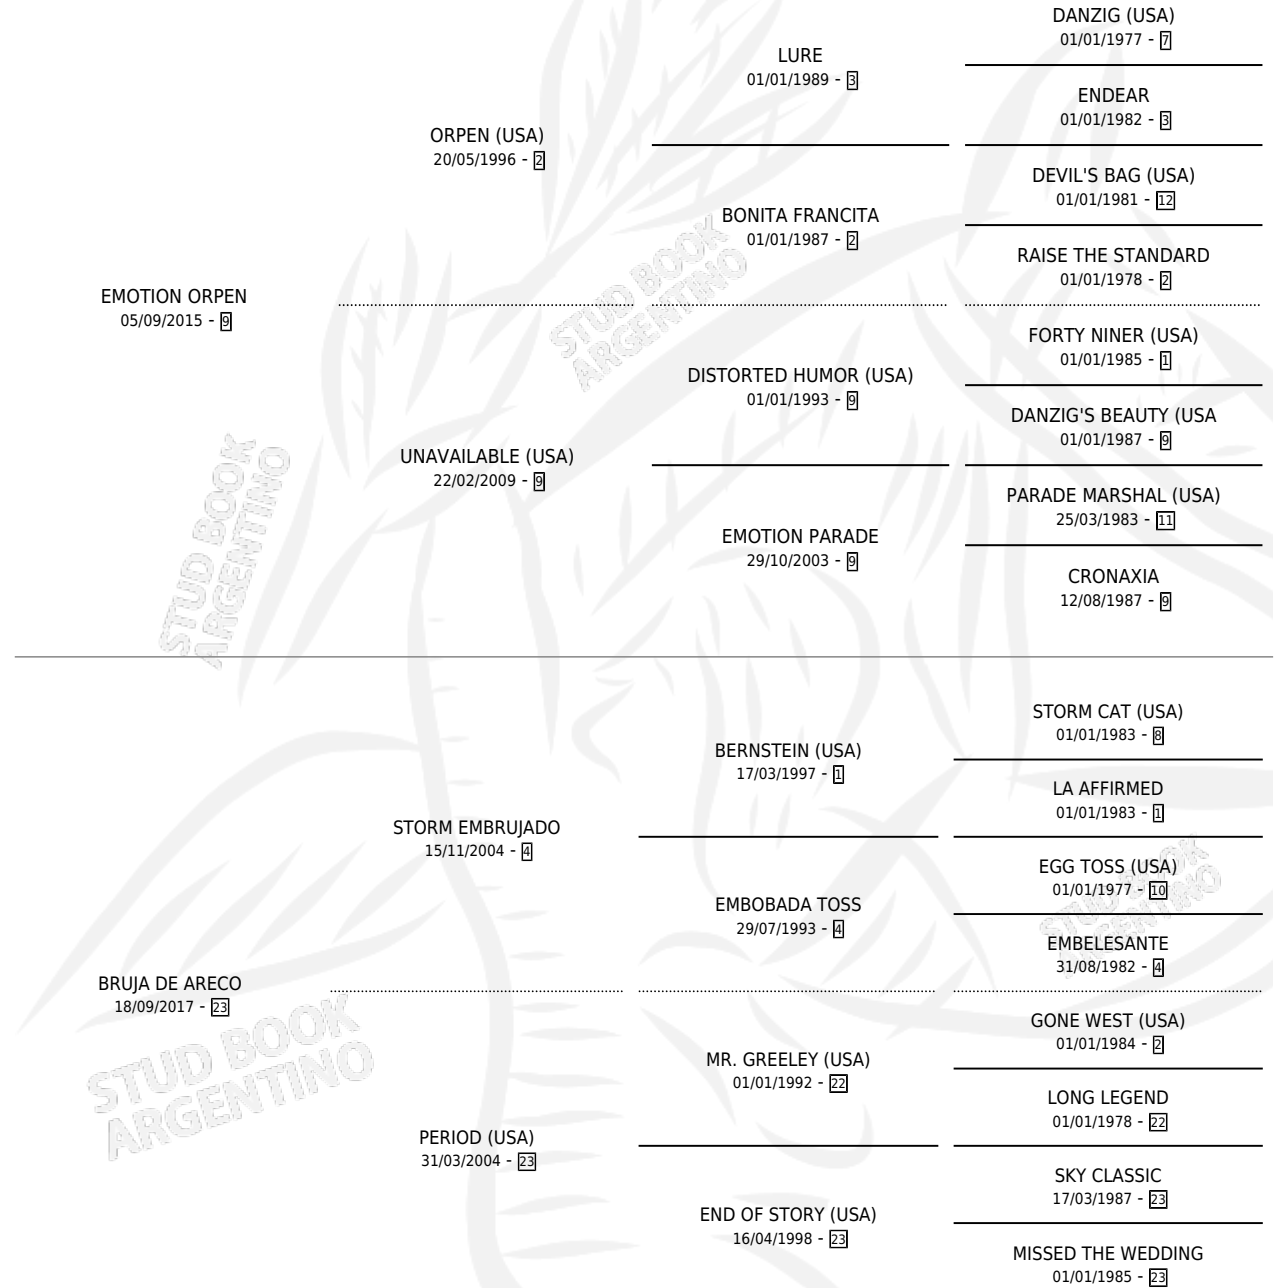 DANZIG (USA)
01/01/1977 - 7
LURE
01/01/1989 - 3
ENDEAR
01/01/1982 - 3
ORPEN (USA)
20/05/1996 - 2
DEVIL'S BAG (USA)
01/01/1981 - 12
BONITA FRANCITA
01/01/1987 - 2
RAISE THE STANDARD
01/01/1978 - 2
EMOTION ORPEN
05/09/2015 - 9
FORTY NINER (USA)
01/01/1985 - 1
DISTORTED HUMOR (USA)
01/01/1993 - 9
DANZIG'S BEAUTY (USA
01/01/1987 - 9
UNAVAILABLE (USA)
22/02/2009 - 9
PARADE MARSHAL (USA)
25/03/1983 - 11
EMOTION PARADE
29/10/2003 - 9
CRONAXIA
12/08/1987 - 9
STUD BOOK
ARGENTINO
STUD BOOK
ARGENTINO
STORM CAT (USA)
01/01/1983 - 8
BERNSTEIN (USA)
17/03/1997 - 1
LA AFFIRMED
01/01/1983 - 1
STORM EMBRUJADO
15/11/2004 - 4
EGG TOSS (USA)
01/01/1977 - 10
EMBOBADA TOSS
29/07/1993 - 4
EMBELESANTE
31/08/1982 - 4
BRUJA DE ARECO
18/09/2017 - 23
GONE WEST (USA)
01/01/1984 - 2
MR. GREELEY (USA)
01/01/1992 - 22
LONG LEGEND
01/01/1978 - 22
PERIOD (USA)
31/03/2004 - 23
SKY CLASSIC
17/03/1987 - 23
END OF STORY (USA)
16/04/1998 - 23
MISSED THE WEDDING
01/01/1985 - 23
STUD BOOK
ARGENTINO
STUD BOOK
ARGENTINO